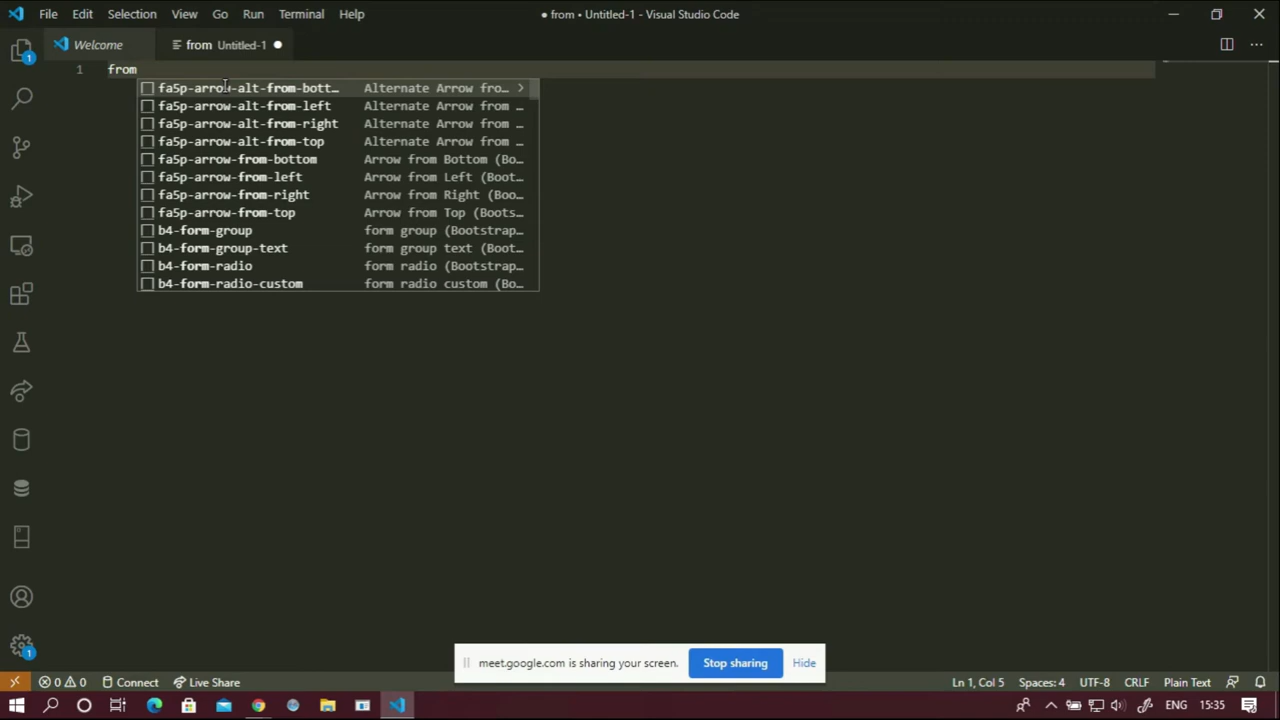 File Edit Selection View Go Run Terminal Help ● from • Untitled-1 - Visual Studio Code
1 Welcome from Untitled-1 ●
1 from
fa5p-arrow-alt-from-bott… Alternate Arrow fro… >
fa5p-arrow-alt-from-left Alternate Arrow from …
fa5p-arrow-alt-from-right Alternate Arrow from …
fa5p-arrow-alt-from-top Alternate Arrow from …
fa5p-arrow-from-bottom Arrow from Bottom (Bo…
fa5p-arrow-from-left Arrow from Left (Boot…
fa5p-arrow-from-right Arrow from Right (Boo…
fa5p-arrow-from-top Arrow from Top (Boots…
b4-form-group form group (Bootstrap…
b4-form-group-text form group text (Boot…
b4-form-radio form radio (Bootstrap…
b4-form-radio-custom form radio custom (Bo…
1
meet.google.com is sharing your screen. Stop sharing Hide
0 0 Connect Live Share Ln 1, Col 5 Spaces: 4 UTF-8 CRLF Plain Text
ENG 15:35